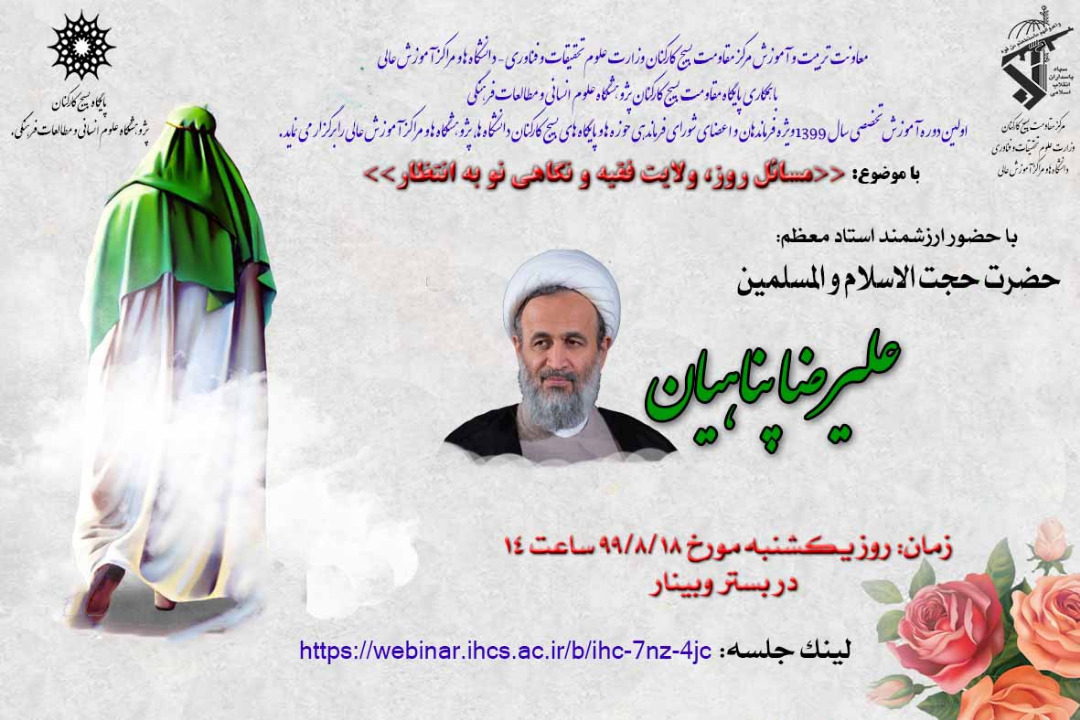 معاونت تربیت و آموزش مرکز مقاومت بسیج کارکنان وزارت علوم تحقیقات و فناوری - دانشگاه ها و مراکز آموزش عالی
با همکاری پایگاه مقاومت بسیج کارکنان پژوهشگاه علوم انسانی و مطالعات فرهنگی
اولین دوره آموزش تخصصی سال 1399 ویژه فرماندهان و اعضای شورای فرماندهی حوزه ها و پایگاه های بسیج کارکنان دانشگاه ها، پژوهشگاه ها و مراکز آموزش عالی را برگزار می نماید.
با موضوع: <<مسائل روز، ولایت فقیه و نگاهی نو به انتظار>>
سپاه
پاسداران
انقلاب
اسلامی
مرکز مقاومت بسیج کارکنان
وزارت علوم تحقیقات و فناوری
دانشگاه ها و مراکز آموزش عالی
پایگاه بسیج کارکنان
پژوهشگاه علوم انسانی و مطالعات فرهنگی.
با حضور ارزشمند استاد معظم:
حضرت حجت الاسلام و المسلمین
علیرضا پناهیان
زمان: روز یکشنبه مورخ ۹۹/۸/۱۸ ساعت ۱۴
در بستر وبینار
لینک جلسه: https://webinar.ihcs.ac.ir/b/ihc-7nz-4jc